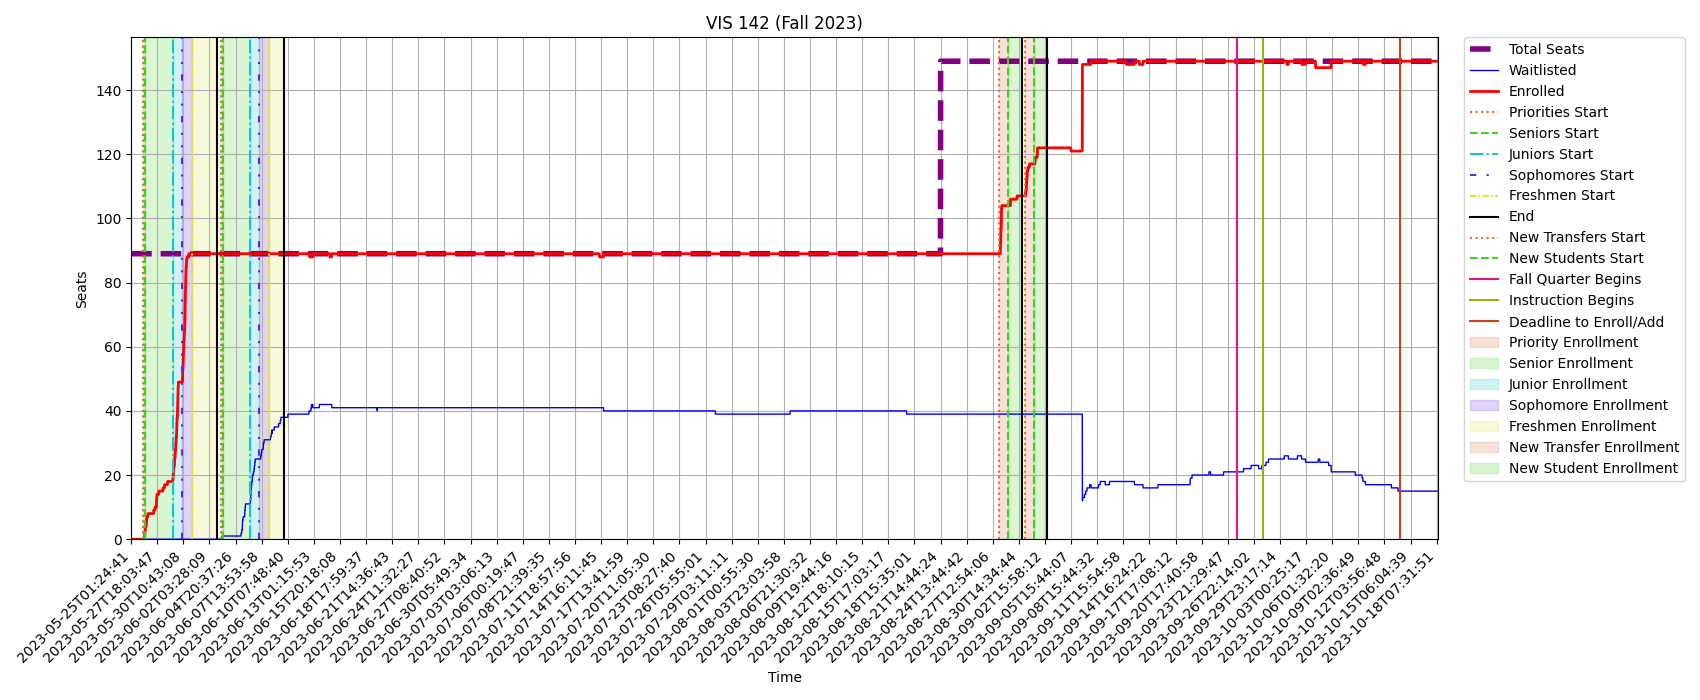 VIS 142 (Fall 2023)
Seats
140
120
100
80
60
40
20
0
2023-05-25T01:24:41
2023-05-27T18:03:47
2023-05-30T10:43:08
2023-06-02T03:28:09
2023-06-04T20:37:26
2023-06-07T13:53:58
2023-06-10T07:48:40
2023-06-13T01:15:53
2023-06-15T20:18:08
2023-06-18T17:59:37
2023-06-21T14:36:43
2023-06-24T11:32:27
2023-06-27T08:40:52
2023-06-30T05:49:34
2023-07-03T03:06:13
2023-07-06T00:19:47
2023-07-08T21:39:35
2023-07-11T18:57:56
2023-07-14T16:11:45
2023-07-17T13:41:59
2023-07-20T11:05:30
2023-07-23T08:27:40
2023-07-26T05:55:01
2023-07-29T03:11:11
2023-08-01T00:55:30
2023-08-03T23:03:58
2023-08-06T21:30:32
2023-08-09T19:44:16
2023-08-12T18:10:15
2023-08-15T17:03:17
2023-08-18T15:35:01
2023-08-21T14:44:24
2023-08-24T13:44:42
2023-08-27T12:54:06
2023-08-30T14:34:44
2023-09-02T15:58:12
2023-09-05T15:44:07
2023-09-08T15:44:32
2023-09-11T15:54:58
2023-09-14T16:24:22
2023-09-17T17:08:12
2023-09-20T17:40:58
2023-09-23T21:29:47
2023-09-26T22:14:02
2023-09-29T23:17:14
2023-10-03T00:25:17
2023-10-06T01:32:20
2023-10-09T02:36:49
2023-10-12T03:56:48
2023-10-15T06:04:39
2023-10-18T07:31:51
Time
Total Seats
Waitlisted
Enrolled
Priorities Start
Seniors Start
Juniors Start
Sophomores Start
Freshmen Start
End
New Transfers Start
New Students Start
Fall Quarter Begins
Instruction Begins
Deadline to Enroll/Add
Priority Enrollment
Senior Enrollment
Junior Enrollment
Sophomore Enrollment
Freshmen Enrollment
New Transfer Enrollment
New Student Enrollment